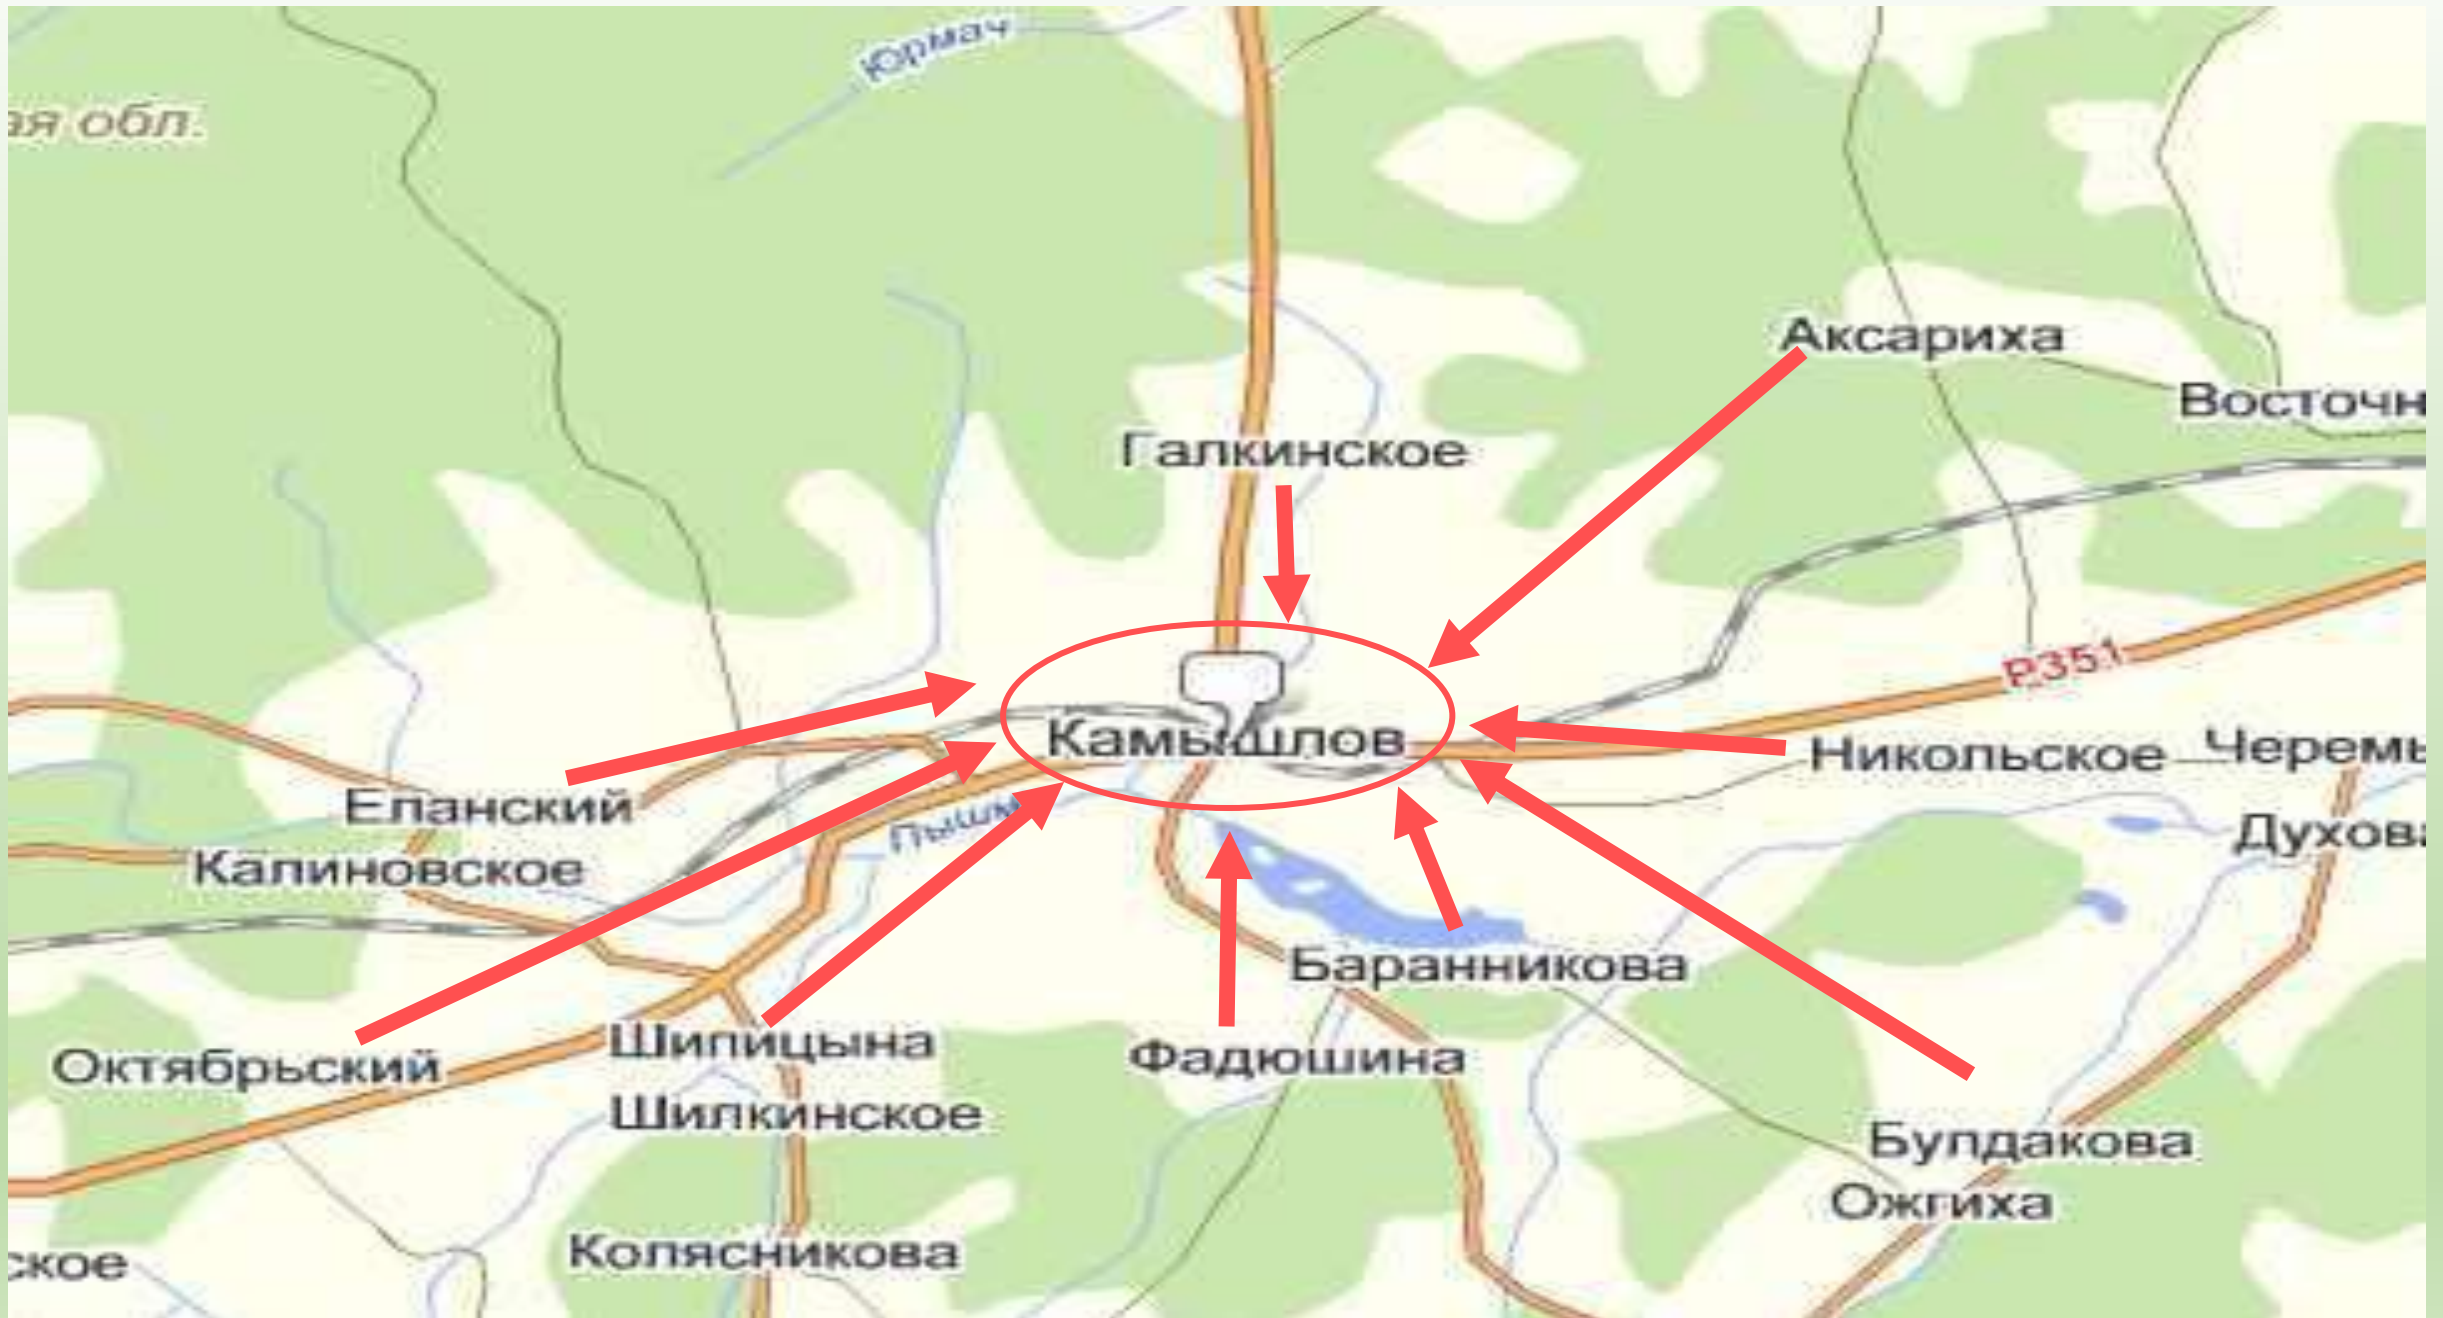 Юрмач
ая обл.
Аксариха
Восточн
Галкинское
Р351
Камышлов
Никольское
Черемы
Еланский
Пышм
Духова
Калиновское
Баранникова
Шипицына
Фадюшина
Октябрьский
Шилкинское
Булдакова
Ожгиха
Колясникова
ское